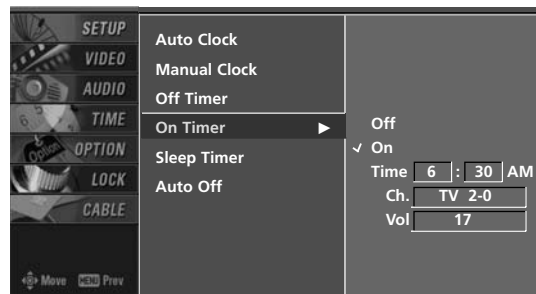 SETUP
VIDEO
AUDIO
TIME
OPTION
LOCK
CABLE
Move MENU Prev
Auto Clock
Manual Clock
Off Timer
On Timer ►
Sleep Timer
Auto Off
Off
✓ On
Time 6 : 30 AM
Ch. TV 2-0
Vol 17